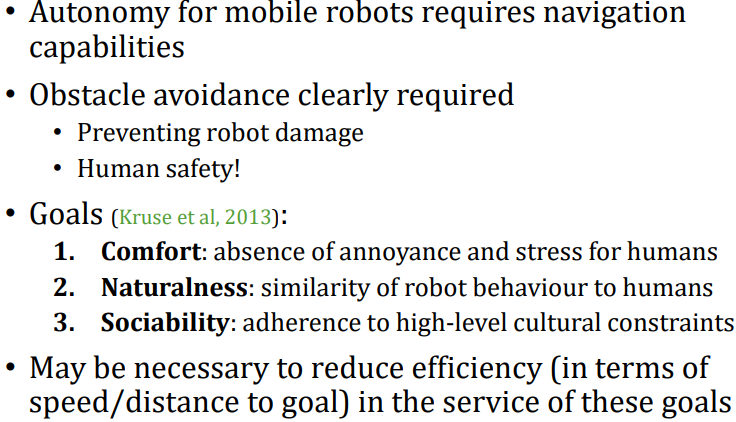 • Autonomy for mobile robots requires navigation
capabilities
• Obstacle avoidance clearly required
• Preventing robot damage
• Human safety!
• Goals (Kruse et al, 2013):
1. Comfort: absence of annoyance and stress for humans
2. Naturalness: similarity of robot behaviour to humans
3. Sociability: adherence to high-level cultural constraints
• May be necessary to reduce efficiency (in terms of
speed/distance to goal) in the service of these goals